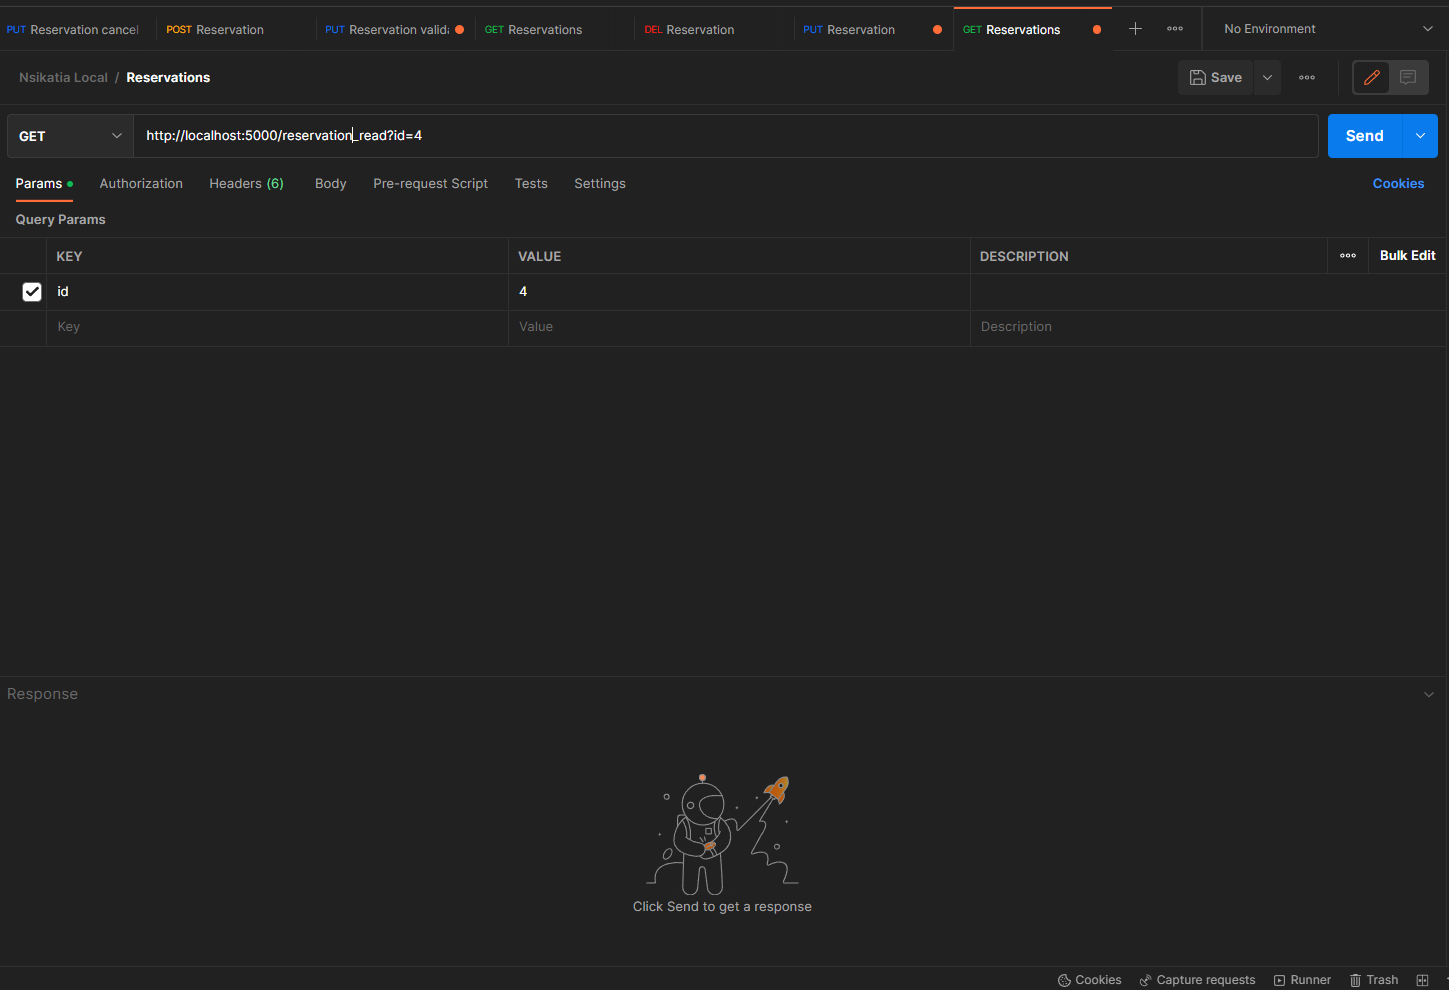 PUT Reservation cancel POST Reservation PUT Reservation valid GET Reservations DEL Reservation PUT Reservation GET Reservations No Environment
Nsikatia Local / Reservations Save
GET http://localhost:5000/reservation_read?id=4 Send
Params Authorization Headers (6) Body Pre-request Script Tests Settings Cookies
Query Params
KEY VALUE DESCRIPTION Bulk Edit
id 4
Key Value Description
Response
Click Send to get a response
Cookies Capture requests Runner Trash